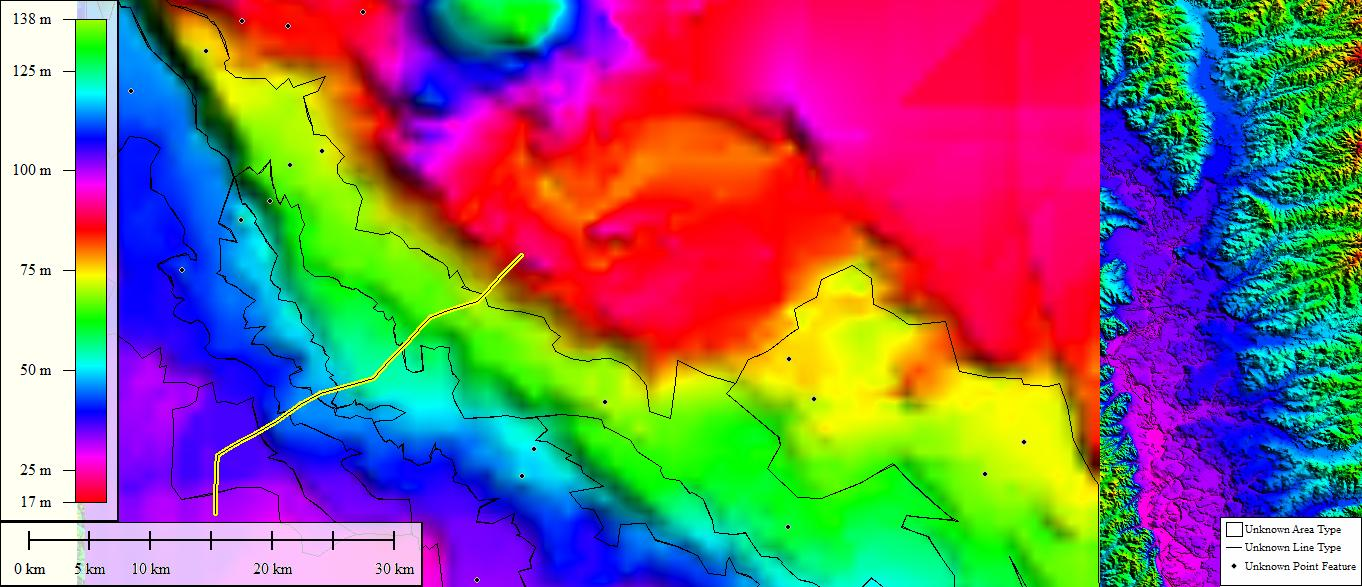 138 m
125 m
100 m
75 m
50 m
25 m
17 m
0 km 5 km 10 km 20 km 30 km
Unknown Area Type
Unknown Line Type
Unknown Point Feature